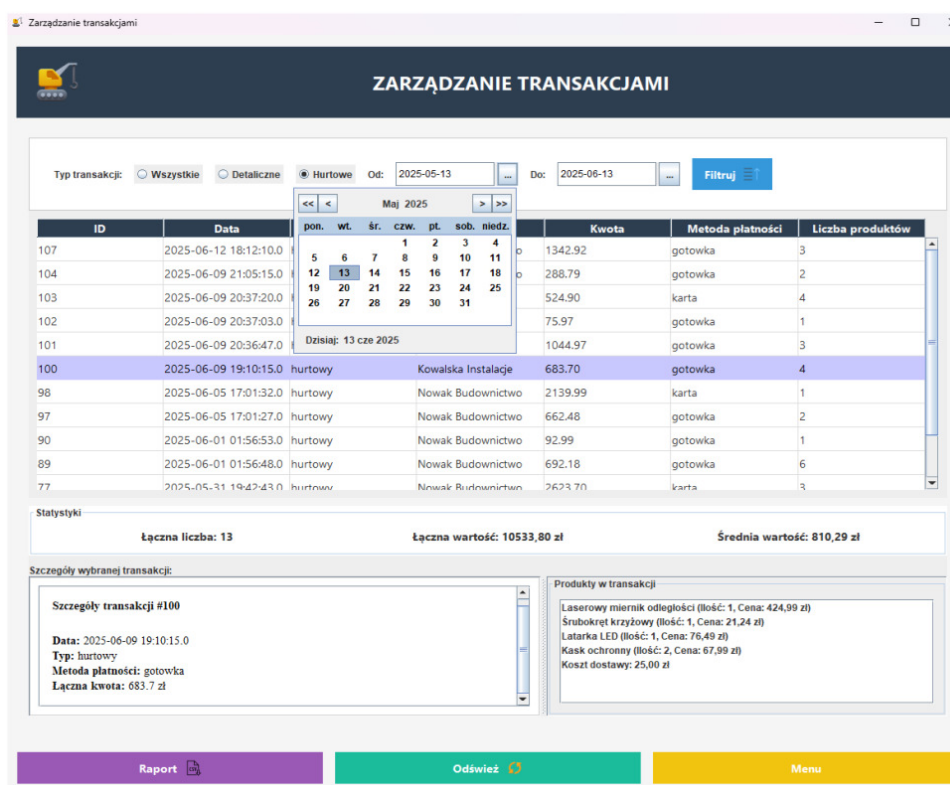 Zarządzanie transakcjami
ZARZĄDZANIE TRANSAKCJAMI
Typ transakcji: Wszystkie Detaliczne Hurtowe Od: 2025-05-13 ... Do: 2025-06-13 ... Filtruj
<< < Maj 2025 > >>
pon. wt. śr. czw. pt. sob. niedz.
1 2 3 4
5 6 7 8 9 10 11
12 13 14 15 16 17 18
19 20 21 22 23 24 25
26 27 28 29 30 31
Dzisiaj: 13 cze 2025
ID Data Kwota Metoda płatności Liczba produktów
107 2025-06-12 18:12:10.0 1342.92 gotowka 3
104 2025-06-09 21:05:15.0 288.79 gotowka 2
103 2025-06-09 20:37:20.0 524.90 karta 4
102 2025-06-09 20:37:03.0 75.97 gotowka 1
101 2025-06-09 20:36:47.0 1044.97 gotowka 3
100 2025-06-09 19:10:15.0 hurtowy Kowalska Instalacje 683.70 gotowka 4
98 2025-06-05 17:01:32.0 hurtowy Nowak Budownictwo 2139.99 karta 1
97 2025-06-05 17:01:27.0 hurtowy Nowak Budownictwo 662.48 gotowka 2
90 2025-06-01 01:56:53.0 hurtowy Nowak Budownictwo 92.99 gotowka 1
89 2025-06-01 01:56:48.0 hurtowy Nowak Budownictwo 692.18 gotowka 6
77 2025-05-31 19:42:43.0 hurtowy Nowak Budownictwo 2623.70 karta 3
Statystyki
Łączna liczba: 13 Łączna wartość: 10533,80 zł Średnia wartość: 810,29 zł
Szczegóły wybranej transakcji:
Szczegóły transakcji #100
Data: 2025-06-09 19:10:15.0
Typ: hurtowy
Metoda płatności: gotowka
Łączna kwota: 683.7 zł
Produkty w transakcji
Laserowy miernik odległości (Ilość: 1, Cena: 424,99 zł)
Śrubokręt krzyżowy (Ilość: 1, Cena: 21,24 zł)
Latarka LED (Ilość: 1, Cena: 76,49 zł)
Kask ochronny (Ilość: 2, Cena: 67,99 zł)
Koszt dostawy: 25,00 zł
Raport Odśwież Menu